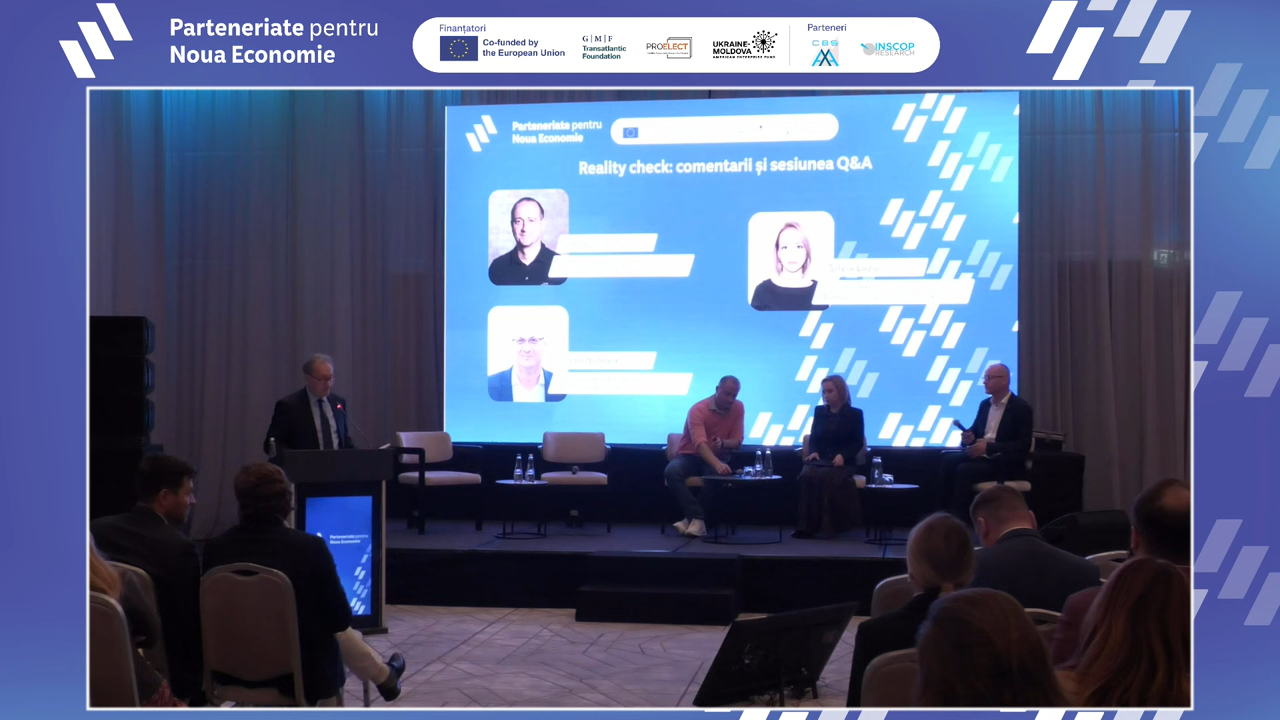 Parteneriate pentru
Noua Economie
Finanțatori
Co-funded by
the European Union
G | M | F
Transatlantic
Foundation
PROELECT
UKRAINE-
MOLDOVA
AMERICAN ENTERPRISE FUND
Parteneri
CBS
AXA
INSCOP
RESEARCH
Parteneriate pentru
Noua Economie
Reality check: comentarii și sesiunea Q&A
Parteneriate pentru
Noua Economie